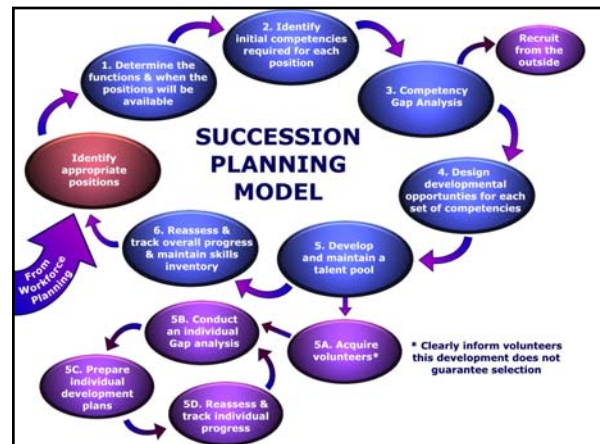 2. Identify
initial competencies
required for each
position
Recruit
from the
outside
1. Determine the
functions & when the
positions will be
available
3. Competency
Gap Analysis
SUCCESSION
PLANNING
MODEL
Identify
appropriate
positions
4. Design
developmental
opportunties for each
set of competencies
6. Reassess &
track overall progress
& maintain skills
inventory
5. Develop
and maintain a
talent pool
From
Workforce
Planning
5B. Conduct
an individual
Gap analysis
5A. Acquire
volunteers*
* Clearly inform volunteers
this development does not
guarantee selection
5C. Prepare
individual
development
plans
5D. Reassess &
track individual
progress